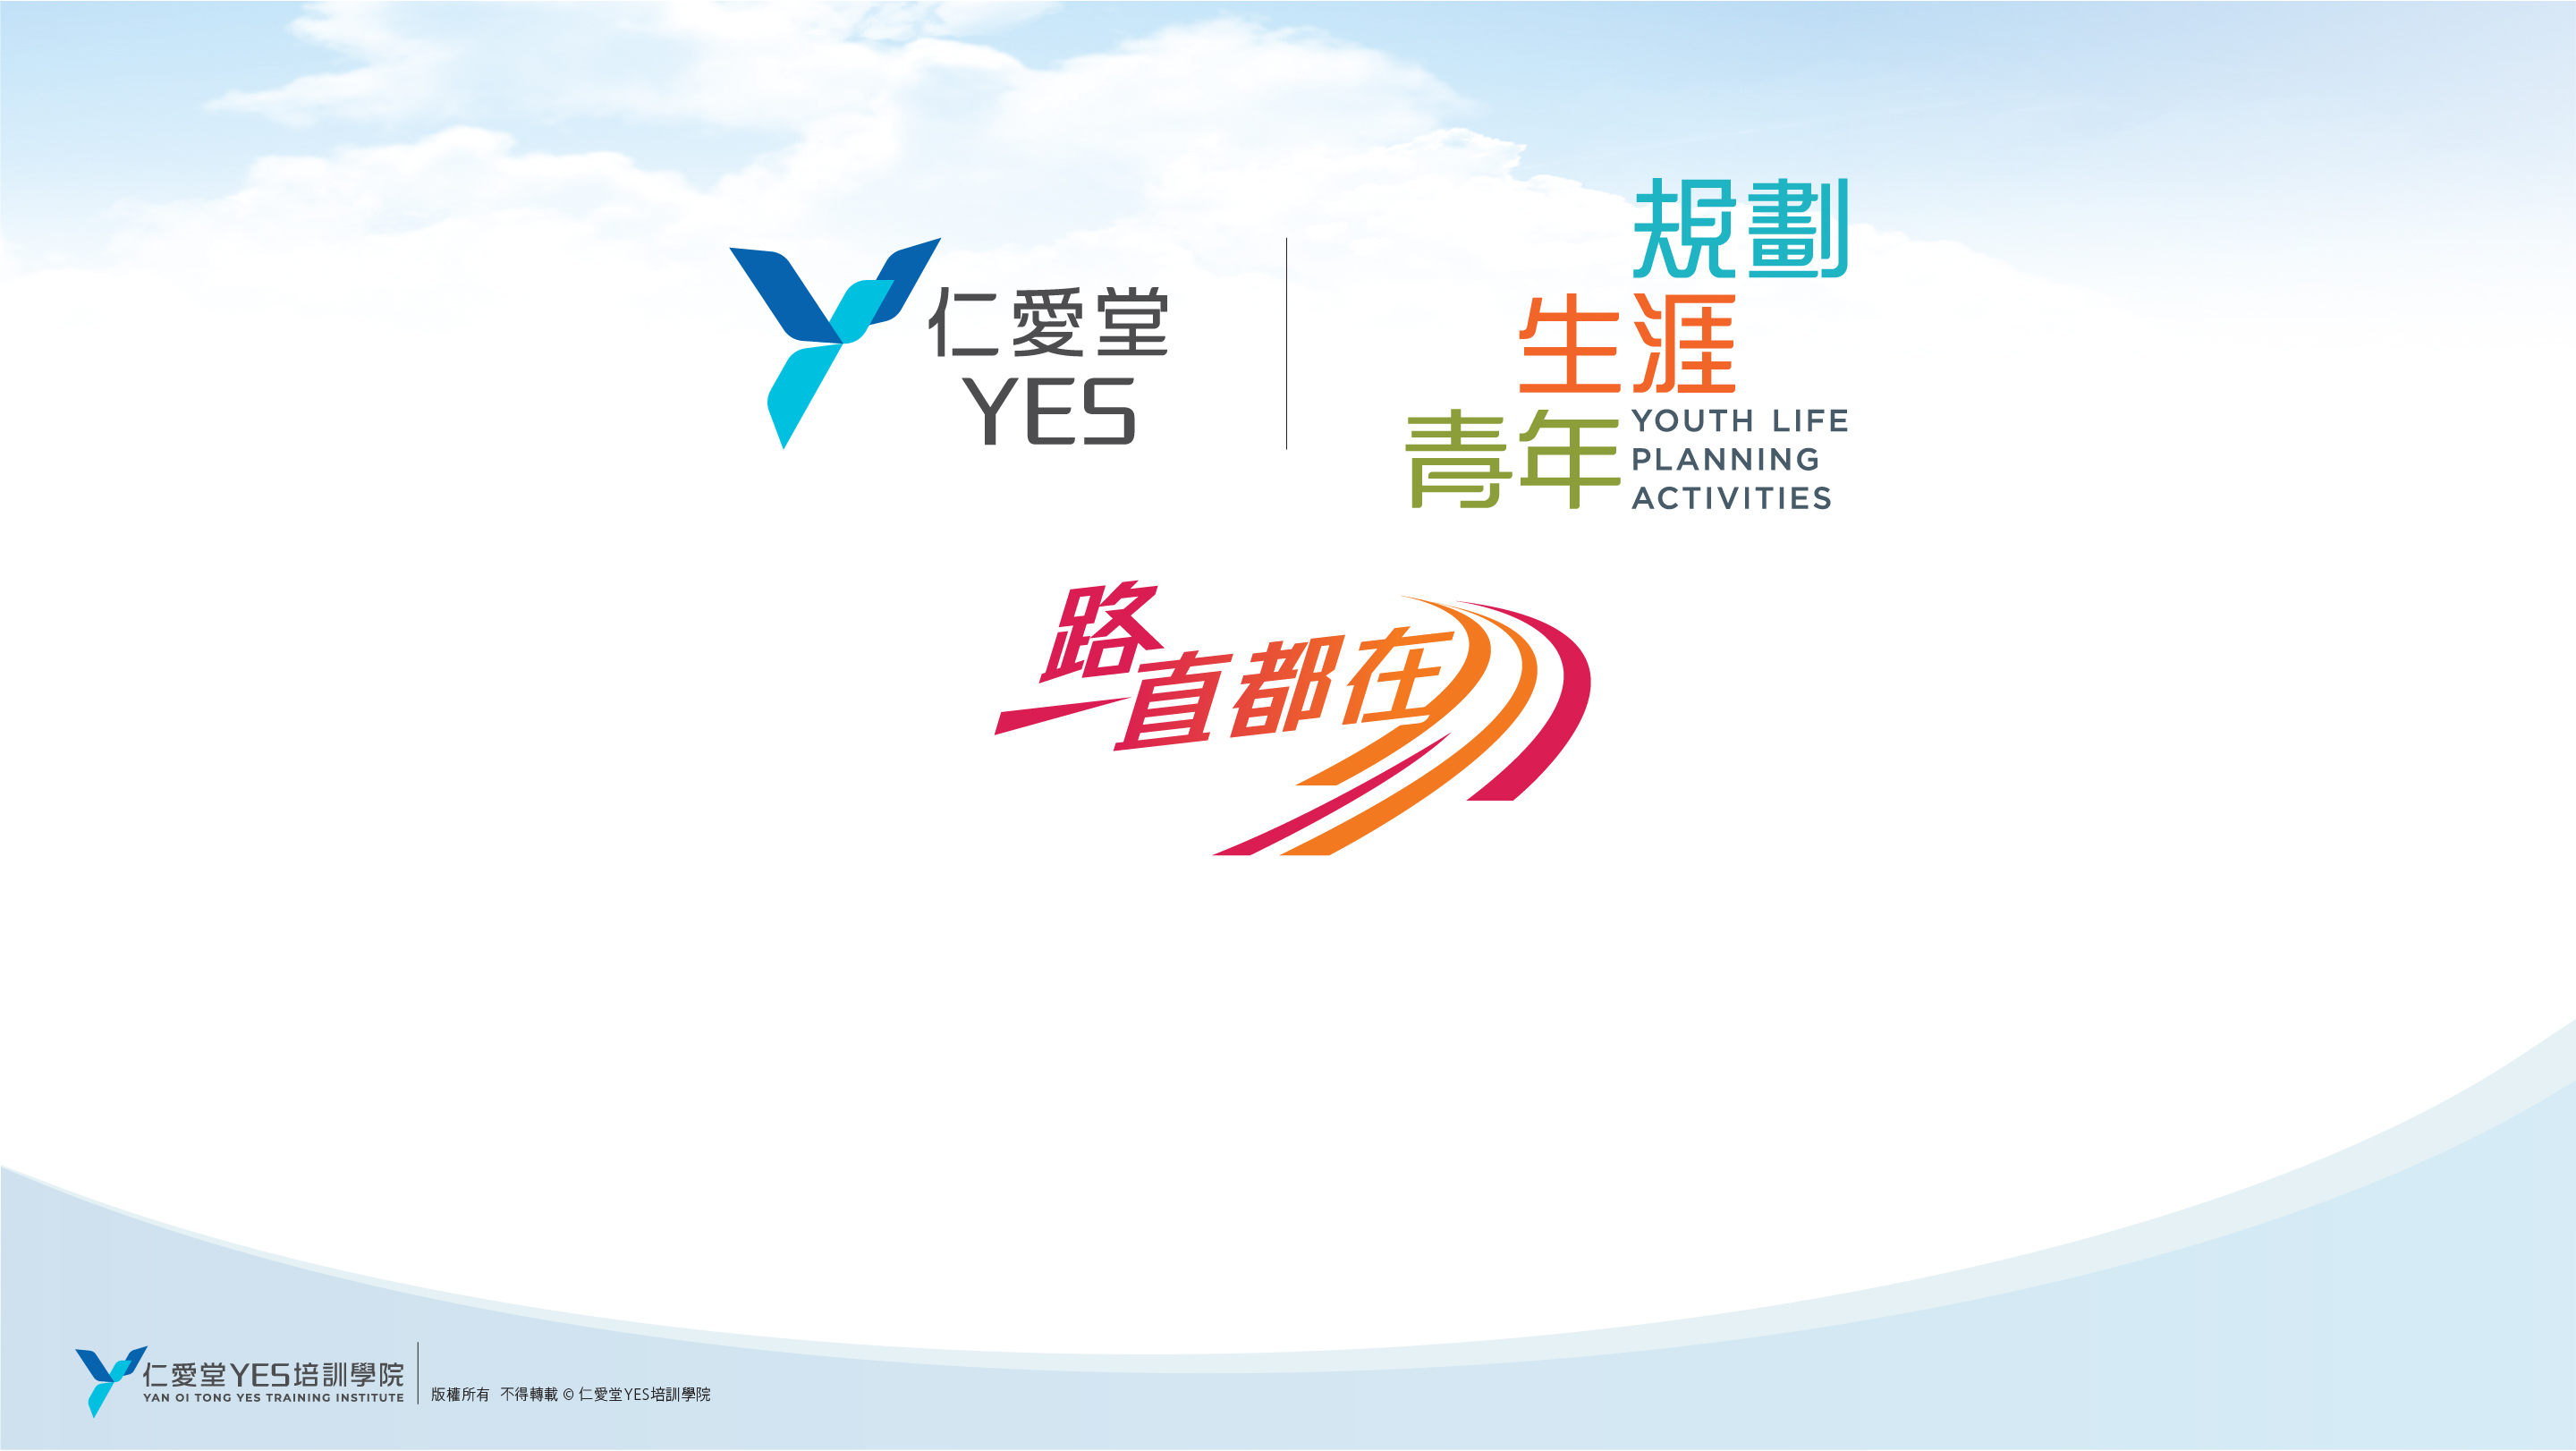 仁愛堂
YES
規劃
生涯
青年
YOUTH LIFE
PLANNING
ACTIVITIES
路
一直都在
仁愛堂YES培訓學院
YAN OI TONG YES TRAINING INSTITUTE
版權所有 不得轉載 © 仁愛堂YES培訓學院